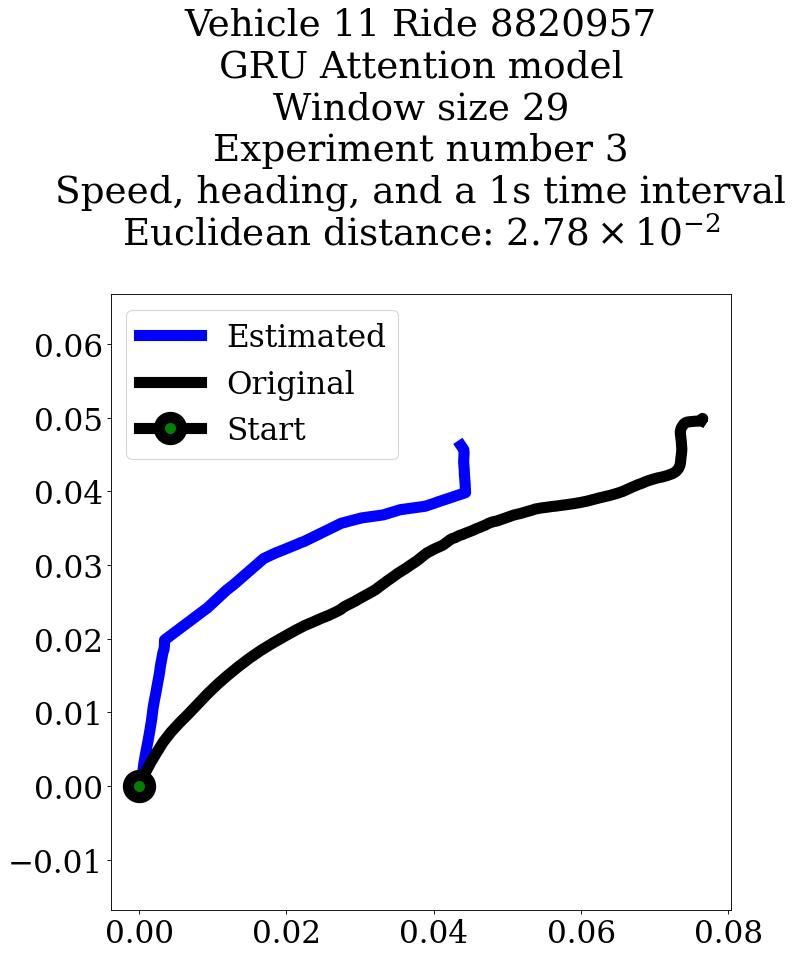 Vehicle 11 Ride 8820957
GRU Attention model
Window size 29
Experiment number 3
Speed, heading, and a 1s time interval
Euclidean distance: 2.78 × 10⁻²
Estimated
Original
Start
0.06
0.05
0.04
0.03
0.02
0.01
0.00
−0.01
0.00 0.02 0.04 0.06 0.08